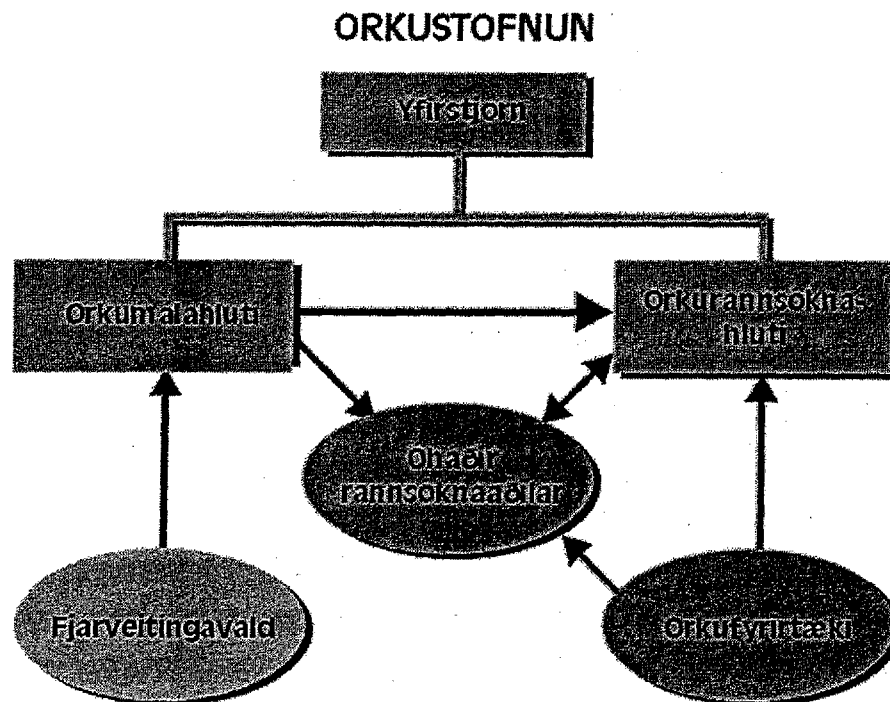 ORKUSTOFNUN
Yfirstjórn
Orkumálahluti
Orkurannsókna-
hluti
Óháðir
rannsóknaaðilar
Fjárveitingavald
Orkufyrirtæki